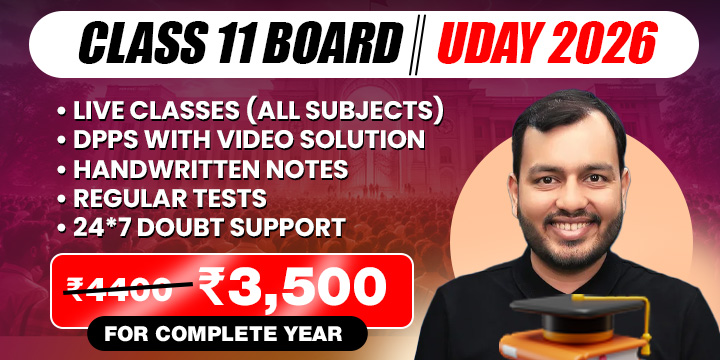 CLASS 11 BOARD || UDAY 2026
• LIVE CLASSES (ALL SUBJECTS)
• DPPS WITH VIDEO SOLUTION
• HANDWRITTEN NOTES
• REGULAR TESTS
• 24*7 DOUBT SUPPORT
₹4400 ₹3,500
FOR COMPLETE YEAR